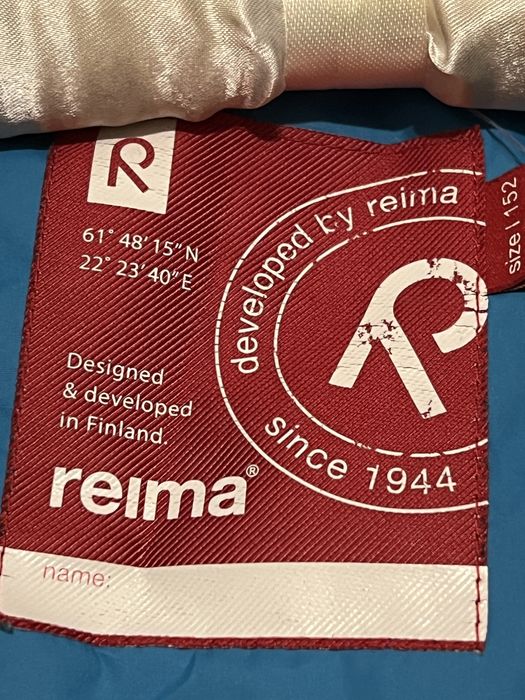 R
61° 48' 15" N
22° 23' 40" E
Designed
& developed
in Finland.
reima®
name:
developed by reima
R
since 1944
size | 152